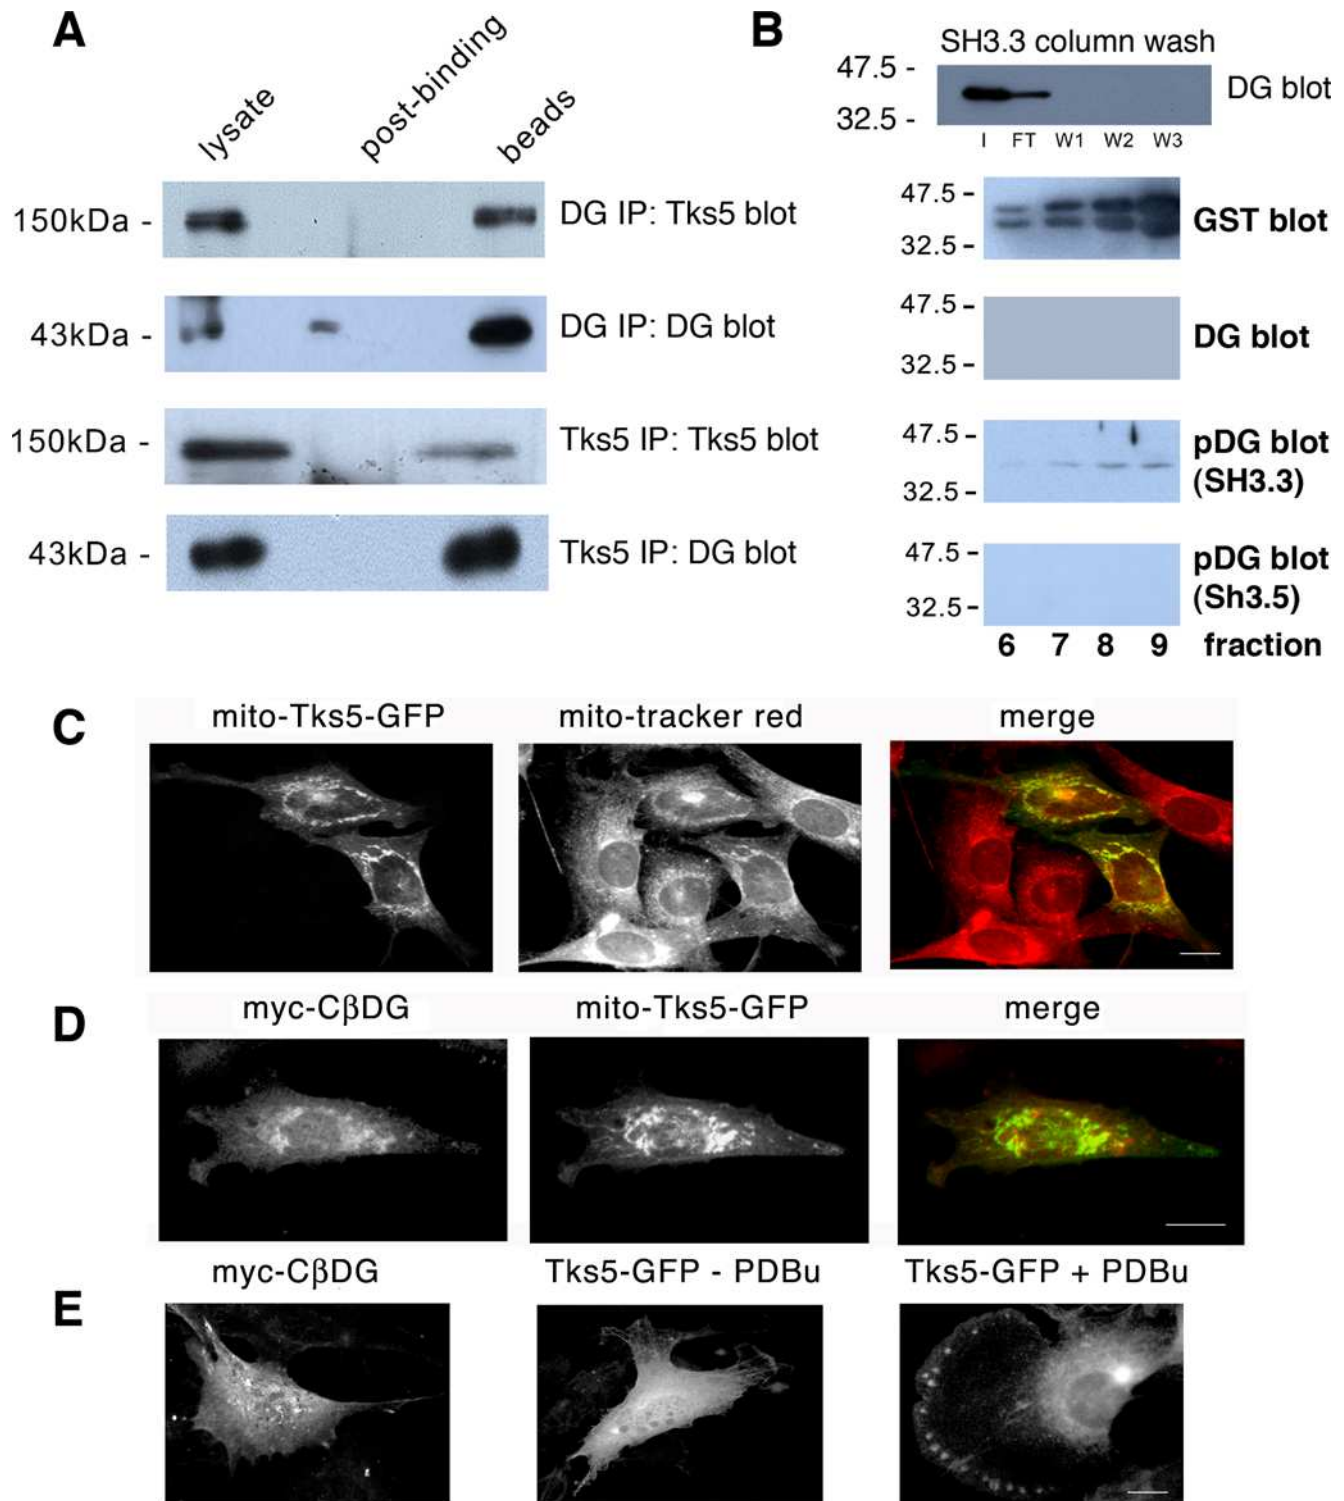 A
lysate
post-binding
beads
150kDa -
DG IP: Tks5 blot
43kDa -
DG IP: DG blot
150kDa -
Tks5 IP: Tks5 blot
43kDa -
Tks5 IP: DG blot
B
SH3.3 column wash
47.5 -
32.5 -
DG blot
I FT W1 W2 W3
47.5 -
32.5 -
GST blot
47.5 -
32.5 -
DG blot
47.5 -
32.5 -
pDG blot
(SH3.3)
47.5 -
32.5 -
pDG blot
(Sh3.5)
6 7 8 9 fraction
C
mito-Tks5-GFP
mito-tracker red
merge
D
myc-CβDG
mito-Tks5-GFP
merge
E
myc-CβDG
Tks5-GFP - PDBu
Tks5-GFP + PDBu